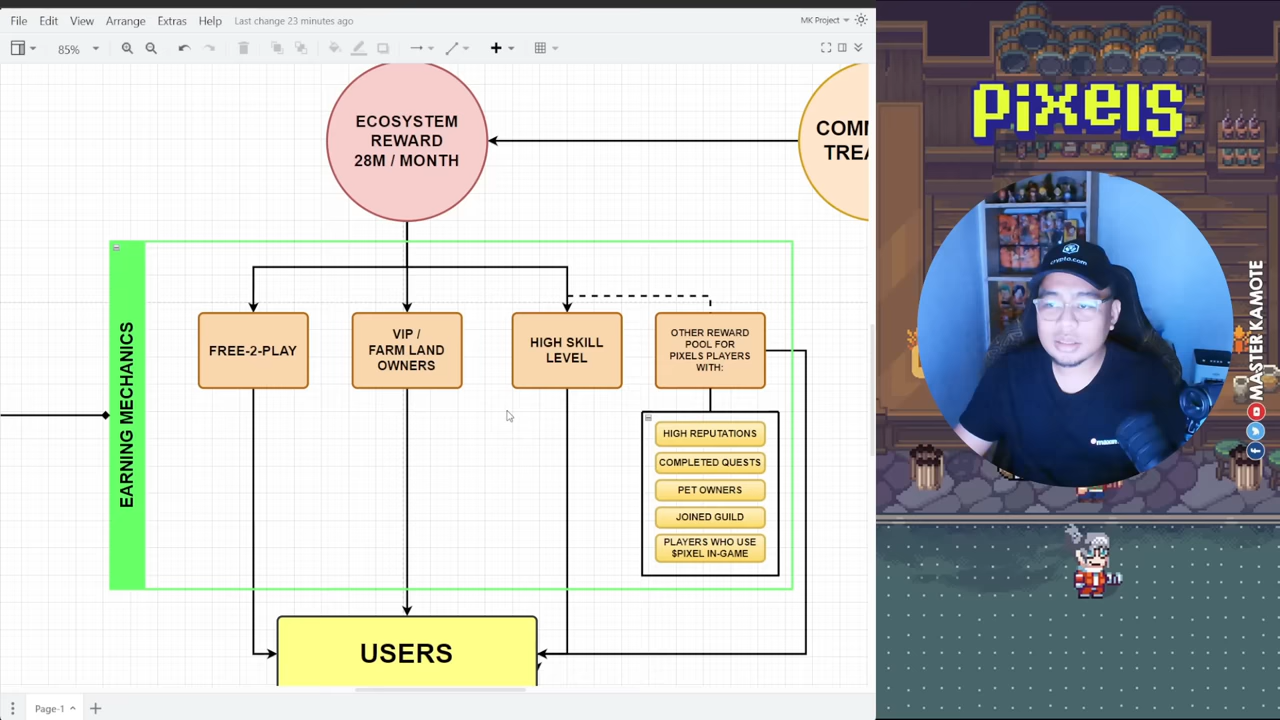 File Edit View Arrange Extras Help Last change 23 minutes ago MK Project
85%
ECOSYSTEM
REWARD
28M / MONTH
COMM
TREA
EARNING MECHANICS
FREE-2-PLAY
VIP /
FARM LAND
OWNERS
HIGH SKILL
LEVEL
OTHER REWARD
POOL FOR
PIXELS PLAYERS
WITH:
HIGH REPUTATIONS
COMPLETED QUESTS
PET OWNERS
JOINED GUILD
PLAYERS WHO USE
$PIXEL IN-GAME
USERS
Page-1
pixels
crypto.com
MASTER KAMOTE